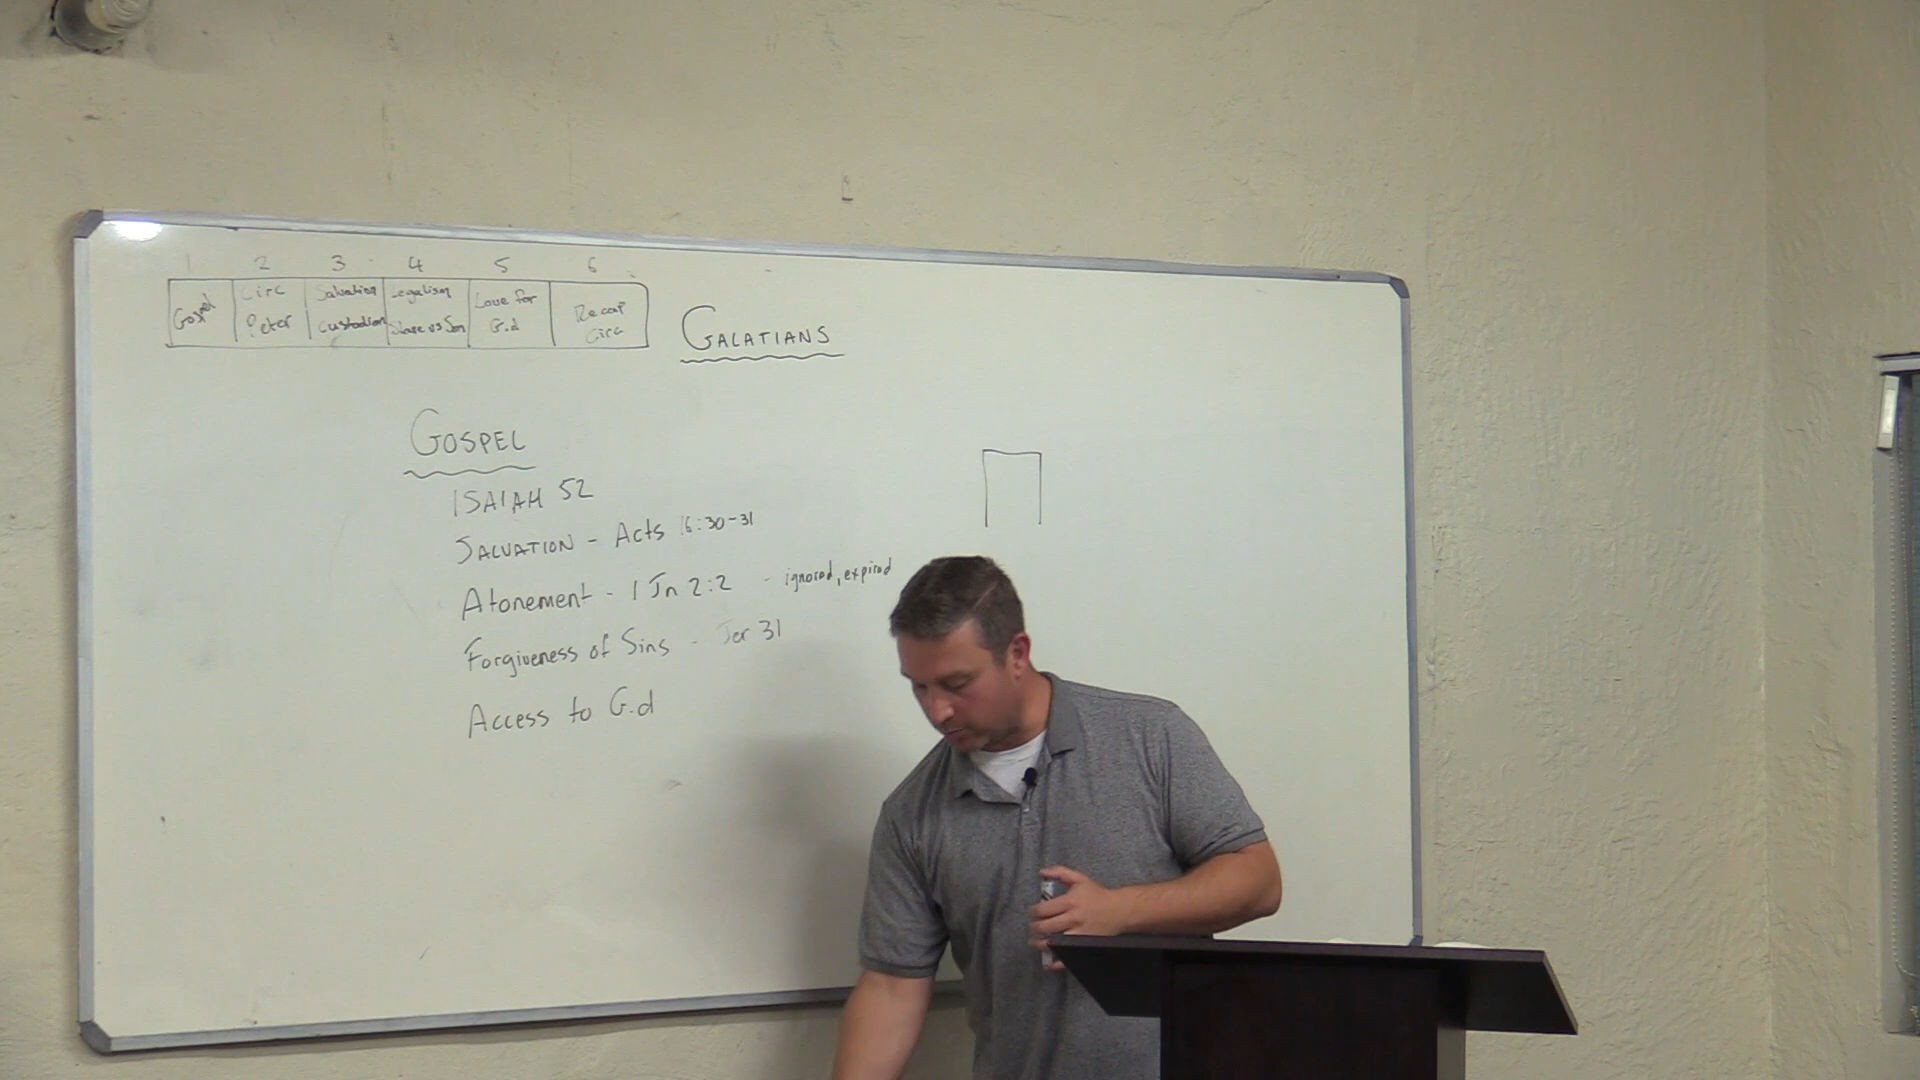 1 2 3 4 5 6
Gospel Circ Salvation Legalism Love for Recap
Peter Custodian Slave vs Son G.d Circ
GALATIANS
GOSPEL
ISAIAH 52
SALVATION - Acts 16:30-31
Atonement - 1 Jn 2:2 - ignored, expired
Forgiveness of Sins - Jer 31
Access to G.d